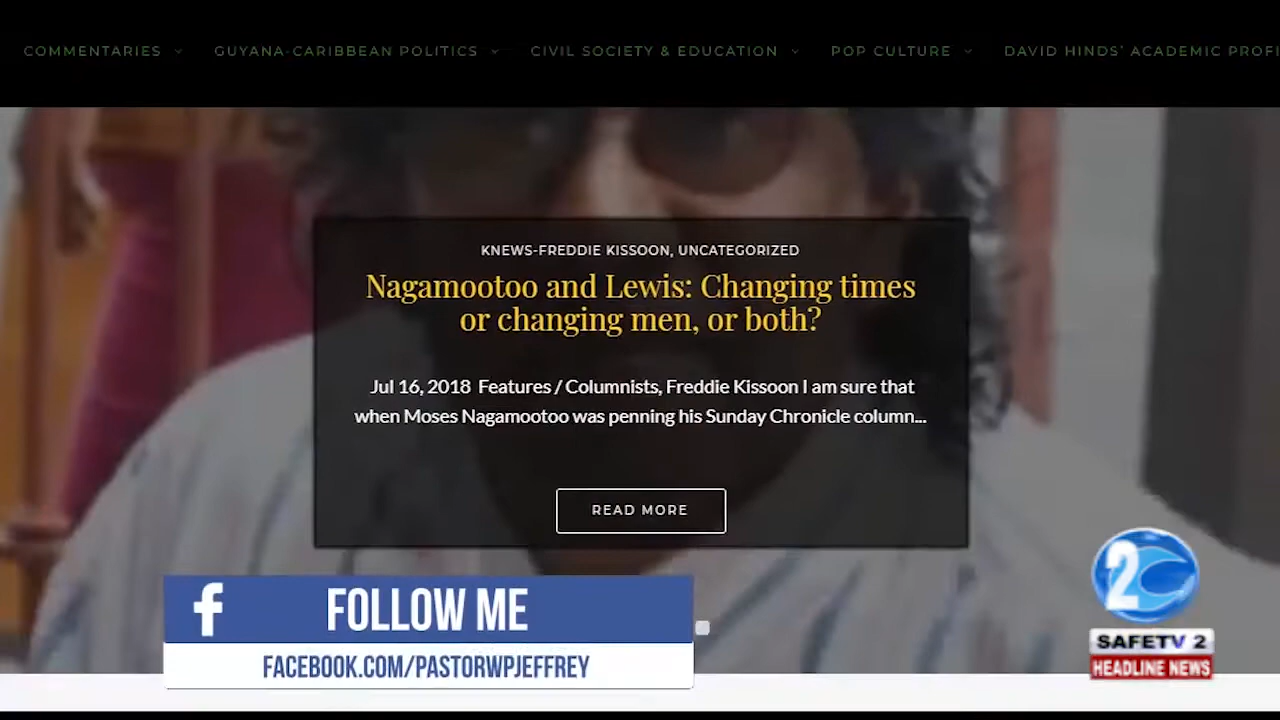 COMMENTARIES GUYANA-CARIBBEAN POLITICS CIVIL SOCIETY & EDUCATION POP CULTURE DAVID HINDS' ACADEMIC PROFI
KNEWS-FREDDIE KISSOON, UNCATEGORIZED
Nagamootoo and Lewis: Changing times
or changing men, or both?
Jul 16, 2018 Features / Columnists, Freddie Kissoon I am sure that
when Moses Nagamootoo was penning his Sunday Chronicle column...
READ MORE
f FOLLOW ME
FACEBOOK.COM/PASTORWPJEFFREY
2
SAFETV 2
HEADLINE NEWS